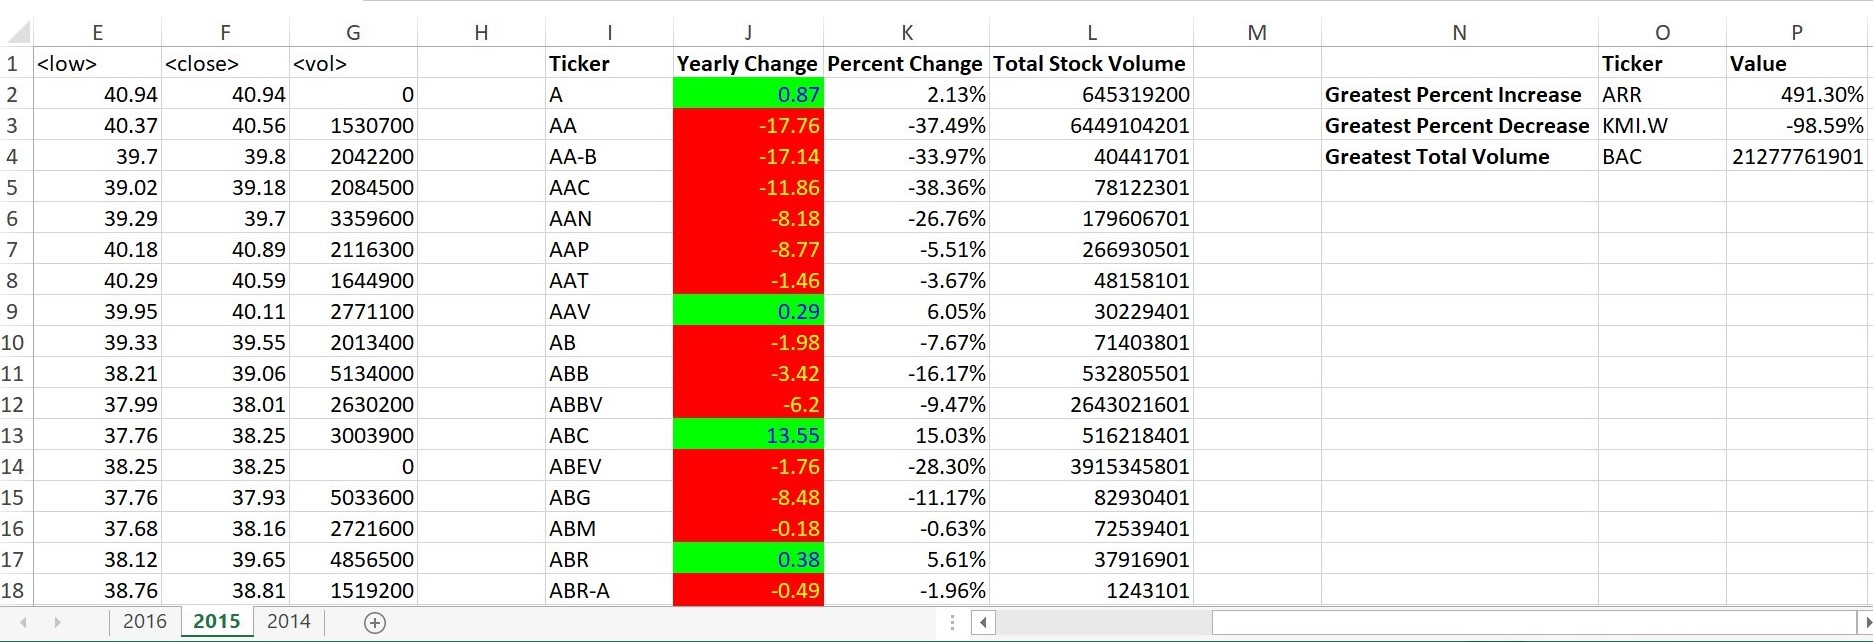 E F G H I J K L M N O P
1 <low> <close> <vol> Ticker Yearly Change Percent Change Total Stock Volume Ticker Value
2 40.94 40.94 0 A 0.87 2.13% 645319200 Greatest Percent Increase ARR 491.30%
3 40.37 40.56 1530700 AA -17.76 -37.49% 6449104201 Greatest Percent Decrease KMI.W -98.59%
4 39.7 39.8 2042200 AA-B -17.14 -33.97% 40441701 Greatest Total Volume BAC 21277761901
5 39.02 39.18 2084500 AAC -11.86 -38.36% 78122301
6 39.29 39.7 3359600 AAN -8.18 -26.76% 179606701
7 40.18 40.89 2116300 AAP -8.77 -5.51% 266930501
8 40.29 40.59 1644900 AAT -1.46 -3.67% 48158101
9 39.95 40.11 2771100 AAV 0.29 6.05% 30229401
10 39.33 39.55 2013400 AB -1.98 -7.67% 71403801
11 38.21 39.06 5134000 ABB -3.42 -16.17% 532805501
12 37.99 38.01 2630200 ABBV -6.2 -9.47% 2643021601
13 37.76 38.25 3003900 ABC 13.55 15.03% 516218401
14 38.25 38.25 0 ABEV -1.76 -28.30% 3915345801
15 37.76 37.93 5033600 ABG -8.48 -11.17% 82930401
16 37.68 38.16 2721600 ABM -0.18 -0.63% 72539401
17 38.12 39.65 4856500 ABR 0.38 5.61% 37916901
18 38.76 38.81 1519200 ABR-A -0.49 -1.96% 1243101
2016 2015 2014